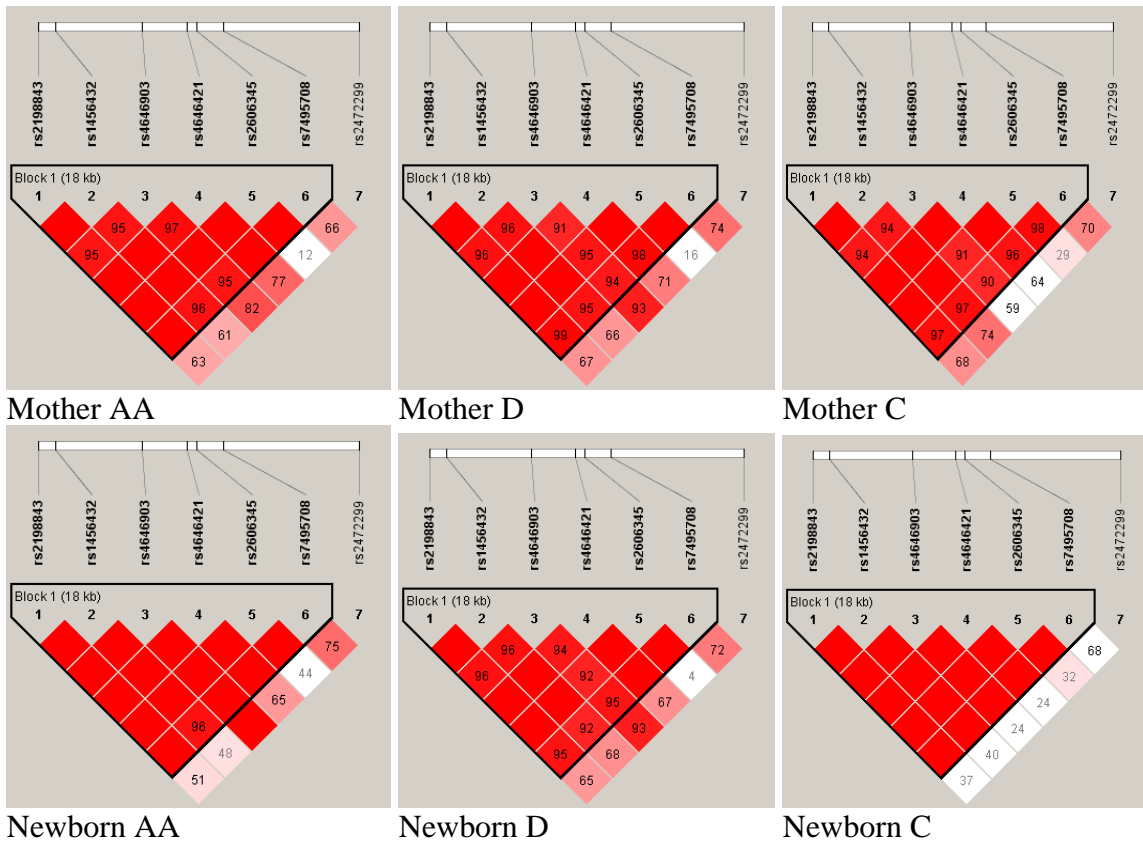 rs2198843
rs1456432
rs4646903
rs4646421
rs2606345
rs7495708
rs2472299
Block 1 (18 kb)
1 2 3 4 5 6 7
95 97 66
95 12
95 77
96 82
61
63
Mother AA
rs2198843
rs1456432
rs4646903
rs4646421
rs2606345
rs7495708
rs2472299
Block 1 (18 kb)
1 2 3 4 5 6 7
96 91 74
96 95 98 16
94 71
95 93
99 66
67
Mother D
rs2198843
rs1456432
rs4646903
rs4646421
rs2606345
rs7495708
rs2472299
Block 1 (18 kb)
1 2 3 4 5 6 7
94 98 70
94 91 96 29
90 64
97 59
97 74
68
Mother C
rs2198843
rs1456432
rs4646903
rs4646421
rs2606345
rs7495708
rs2472299
Block 1 (18 kb)
1 2 3 4 5 6 7
75
44
65
96
48
51
Newborn AA
rs2198843
rs1456432
rs4646903
rs4646421
rs2606345
rs7495708
rs2472299
Block 1 (18 kb)
1 2 3 4 5 6 7
96 94 72
96 92 4
95 67
92 93
95 68
65
Newborn D
rs2198843
rs1456432
rs4646903
rs4646421
rs2606345
rs7495708
rs2472299
Block 1 (18 kb)
1 2 3 4 5 6 7
68
32
24
24
40
37
Newborn C